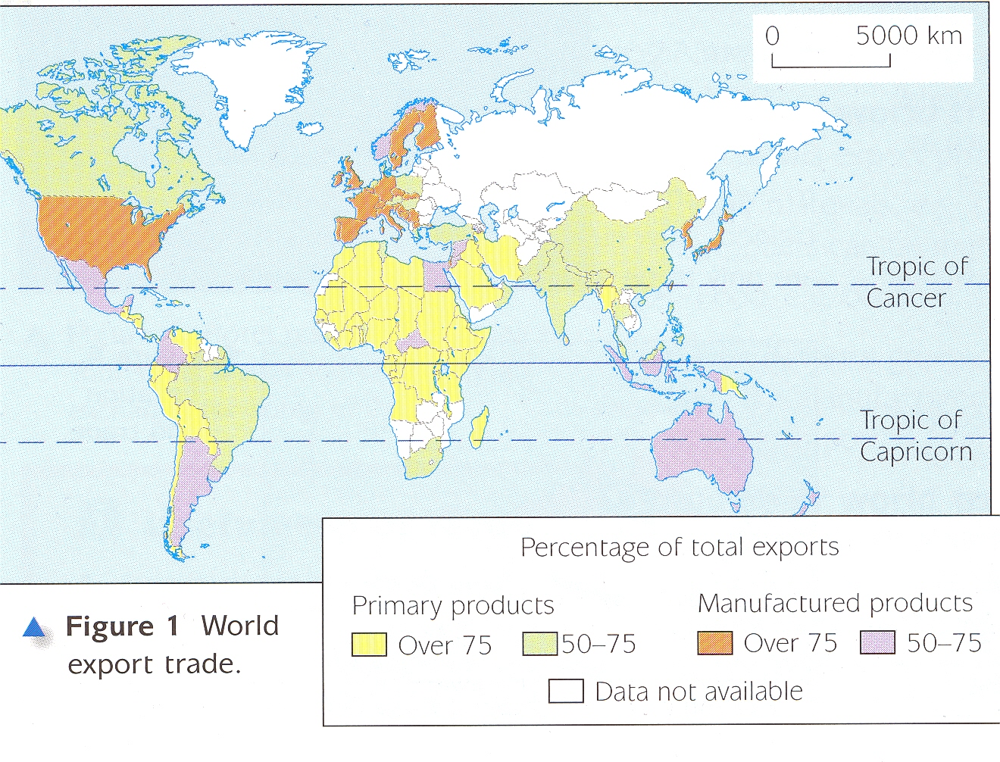 0 5000 km
Tropic of
Cancer
Tropic of
Capricorn
Percentage of total exports
Primary products Manufactured products
Over 75 50–75 Over 75 50–75
Data not available
Figure 1 World
export trade.